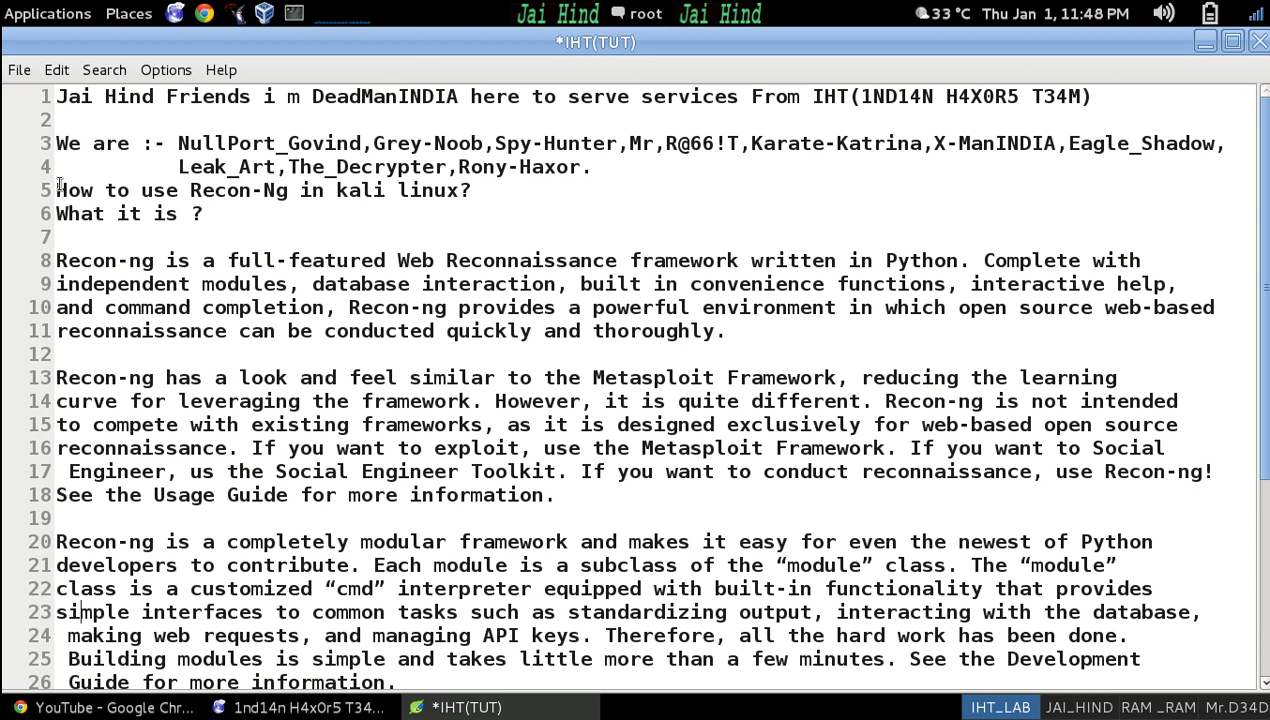 Applications Places Jai Hind root Jai Hind 33 °C Thu Jan 1, 11:48 PM
*IHT(TUT)
File Edit Search Options Help
1 Jai Hind Friends i m DeadManINDIA here to serve services From IHT(1ND14N H4X0R5 T34M)
2
3 We are :- NullPort_Govind,Grey-Noob,Spy-Hunter,Mr,R@66!T,Karate-Katrina,X-ManINDIA,Eagle_Shadow,
4 Leak_Art,The_Decrypter,Rony-Haxor.
5 How to use Recon-Ng in kali linux?
6 What it is ?
7
8 Recon-ng is a full-featured Web Reconnaissance framework written in Python. Complete with
9 independent modules, database interaction, built in convenience functions, interactive help,
10 and command completion, Recon-ng provides a powerful environment in which open source web-based
11 reconnaissance can be conducted quickly and thoroughly.
12
13 Recon-ng has a look and feel similar to the Metasploit Framework, reducing the learning
14 curve for leveraging the framework. However, it is quite different. Recon-ng is not intended
15 to compete with existing frameworks, as it is designed exclusively for web-based open source
16 reconnaissance. If you want to exploit, use the Metasploit Framework. If you want to Social
17 Engineer, us the Social Engineer Toolkit. If you want to conduct reconnaissance, use Recon-ng!
18 See the Usage Guide for more information.
19
20 Recon-ng is a completely modular framework and makes it easy for even the newest of Python
21 developers to contribute. Each module is a subclass of the “module” class. The “module”
22 class is a customized “cmd” interpreter equipped with built-in functionality that provides
23 simple interfaces to common tasks such as standardizing output, interacting with the database,
24 making web requests, and managing API keys. Therefore, all the hard work has been done.
25 Building modules is simple and takes little more than a few minutes. See the Development
26 Guide for more information.
YouTube - Google Chr... 1nd14n H4x0r5 T34... *IHT(TUT) IHT_LAB JAI_HIND RAM _RAM Mr.D34D